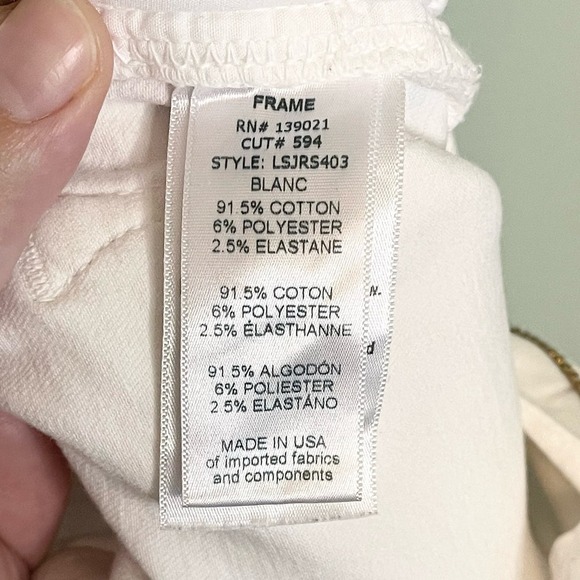 FRAME
RN# 139021
CUT# 594
STYLE: LSJRS403
BLANC
91.5% COTTON
6% POLYESTER
2.5% ELASTANE
91.5% COTON
6% POLYESTER
2.5% ÉLASTHANNE
91.5% ALGODÓN
6% POLIESTER
2.5% ELASTÁNO
MADE IN USA
of imported fabrics
and components